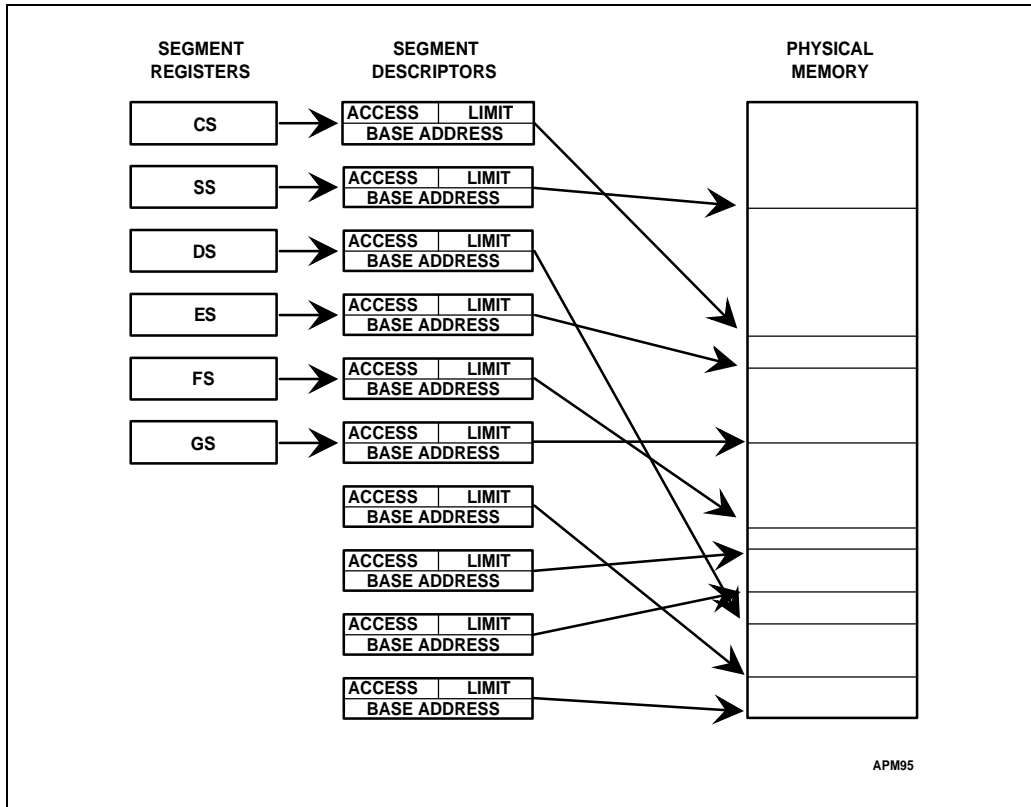 SEGMENT
REGISTERS
SEGMENT
DESCRIPTORS
PHYSICAL
MEMORY
CS
ACCESS LIMIT
BASE ADDRESS
SS
ACCESS LIMIT
BASE ADDRESS
DS
ACCESS LIMIT
BASE ADDRESS
ES
ACCESS LIMIT
BASE ADDRESS
FS
ACCESS LIMIT
BASE ADDRESS
GS
ACCESS LIMIT
BASE ADDRESS
ACCESS LIMIT
BASE ADDRESS
ACCESS LIMIT
BASE ADDRESS
ACCESS LIMIT
BASE ADDRESS
ACCESS LIMIT
BASE ADDRESS
APM95